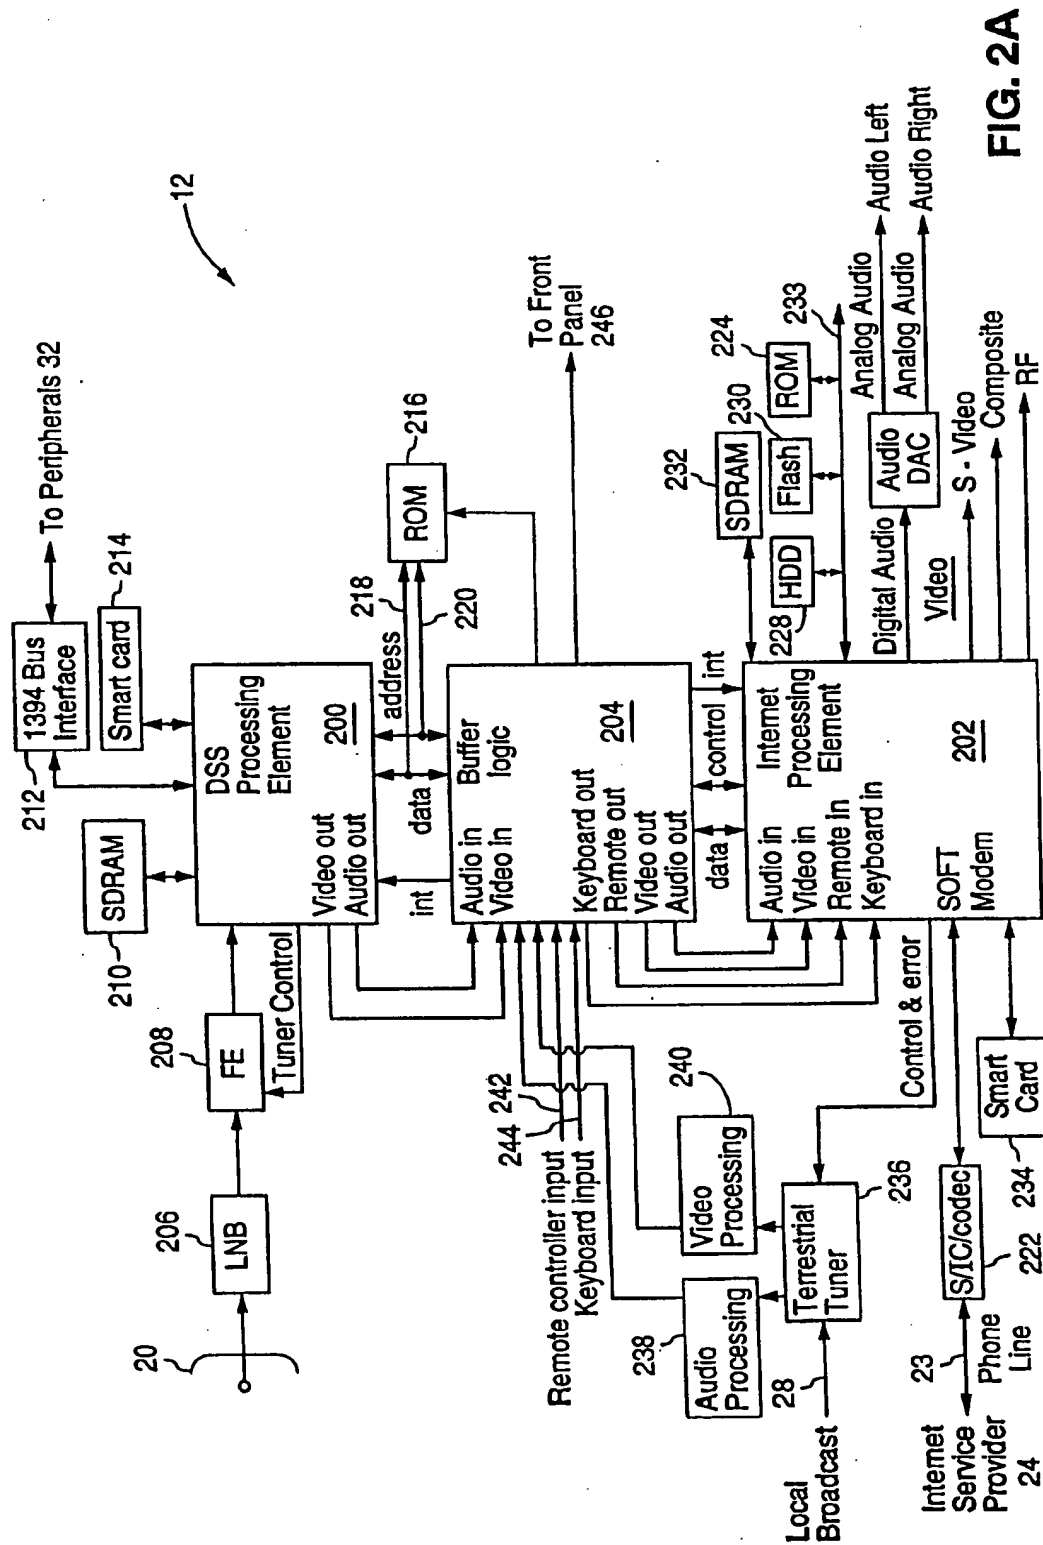 FIG. 2A
12
20
LNB
206
FE
208
Tuner Control
SDRAM
210
1394 Bus
Interface
212
To Peripherals 32
Smart card
214
DSS
Processing
Element
200
Video out
Audio out
int
data
address
218
220
ROM
216
To Front
Panel
246
Audio in
Video in
Buffer
logic
204
Keyboard out
Remote out
Video out
Audio out
242
244
Remote controller input
Keyboard input
data
control
int
Audio in
Video in
Remote in
Keyboard in
Internet
Processing
Element
202
SOFT
Modem
SDRAM
232
HDD
228
Flash
230
ROM
224
233
Digital Audio
Audio
DAC
Analog Audio
Audio Left
Analog Audio
Audio Right
Video
S - Video
Composite
RF
Audio
Processing
238
Video
Processing
240
Terrestrial
Tuner
236
Control & error
Local
Broadcast
28
Smart
Card
234
S/IC/codec
222
23
Phone
Line
Internet
Service
Provider
24